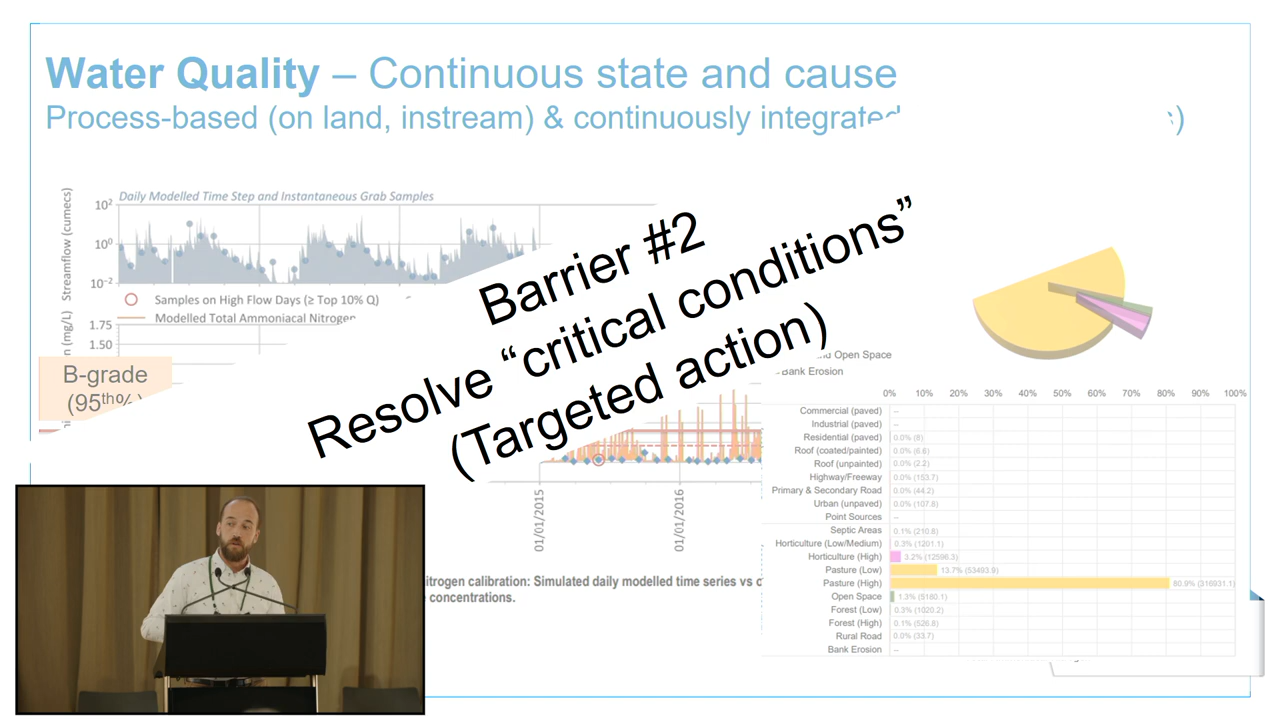 Water Quality – Continuous state and cause
Process-based (on land, instream) & continuously integrated
)
Daily Modelled Time Step and Instantaneous Grab Samples
Streamflow (cumecs)
10²
10⁰
10⁻²
Samples on High Flow Days (≥ Top 10% Q)
Modelled Total Ammoniacal Nitrogen
(mg/L)
1.75
1.50
B-grade
(95th%)
Barrier #2
Resolve “critical conditions”
(Targeted action)
01/01/2015
01/01/2016
nitrogen calibration: Simulated daily modelled time series vs
concentrations.
Open Space
Bank Erosion
0% 10% 20% 30% 40% 50% 60% 70% 80% 90% 100%
Commercial (paved) –
Industrial (paved) –
Residential (paved) 0.0% (8)
Roof (coated/painted) 0.0% (6.6)
Roof (unpainted) 0.0% (2.2)
Highway/Freeway 0.0% (153.7)
Primary & Secondary Road 0.0% (44.2)
Urban (unpaved) 0.0% (107.6)
Point Sources –
Septic Areas 0.1% (210.8)
Horticulture (Low/Medium) 0.3% (1201.1)
Horticulture (High) 3.2% (12596.3)
Pasture (Low) 13.7% (53493.9)
Pasture (High) 80.9% (316931.1)
Open Space 1.3% (5180.1)
Forest (Low) 0.3% (1020.2)
Forest (High) 0.1% (526.8)
Rural Road 0.0% (33.7)
Bank Erosion –